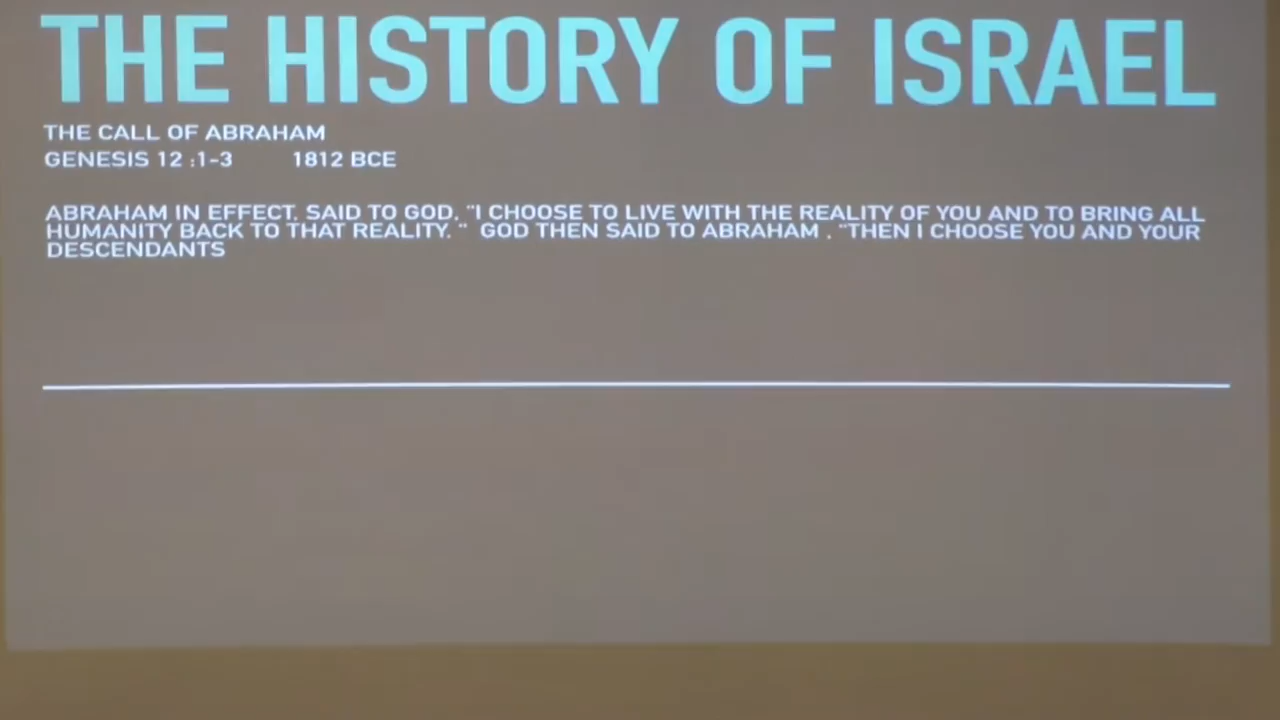 THE HISTORY OF ISRAEL
THE CALL OF ABRAHAM
GENESIS 12 :1-3 1812 BCE
ABRAHAM IN EFFECT, SAID TO GOD, "I CHOOSE TO LIVE WITH THE REALITY OF YOU AND TO BRING ALL
HUMANITY BACK TO THAT REALITY. " GOD THEN SAID TO ABRAHAM , "THEN I CHOOSE YOU AND YOUR
DESCENDANTS